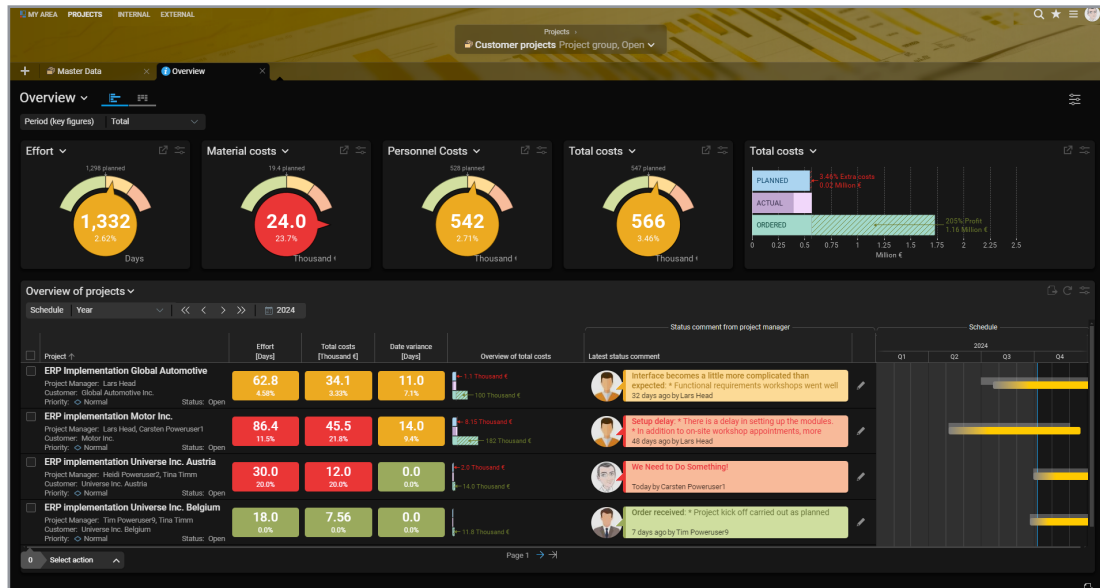 MY AREA PROJECTS INTERNAL EXTERNAL
Projects ›
Customer projects Project group, Open
Master Data
Overview
Overview
Period (key figures) Total
Effort
1,298 planned
1,332
2.62%
Days
Material costs
19.4 planned
24.0
23.7%
Thousand €
Personnel Costs
528 planned
542
2.71%
Thousand €
Total costs
547 planned
566
3.46%
Thousand €
Total costs
PLANNED
3.46% Extra costs
0.02 Million €
ACTUAL
ORDERED
205% Profit
1.16 Million €
0 0.25 0.5 0.75 1 1.25 1.5 1.75 2 2.25 2.5
Million €
Overview of projects
Schedule Year 2024
Status comment from project manager Schedule
2024
Project Effort [Days] Total costs [Thousand €] Date variance [Days] Overview of total costs Latest status comment Q1 Q2 Q3 Q4
ERP Implementation Global Automotive
Project Manager: Lars Head
Customer: Global Automotive Inc.
Priority: Normal Status: Open
62.8
4.58%
34.1
3.33%
11.0
7.1%
1.1 Thousand €
100 Thousand €
Interface becomes a little more complicated than
expected: * Functional requirements workshops went well
32 days ago by Lars Head
ERP implementation Motor Inc.
Project Manager: Lars Head, Carsten Poweruser1
Customer: Motor Inc.
Priority: Normal Status: Open
86.4
11.5%
45.5
21.8%
14.0
9.4%
8.15 Thousand €
182 Thousand €
Setup delay: * There is a delay in setting up the modules.
* In addition to on-site workshop appointments, more
48 days ago by Lars Head
ERP implementation Universe Inc. Austria
Project Manager: Heidi Poweruser2, Tina Timm
Customer: Universe Inc. Austria
Priority: Normal Status: Open
30.0
20.0%
12.0
20.0%
0.0
0.0%
2.0 Thousand €
14.0 Thousand €
We Need to Do Something!
Today by Carsten Poweruser1
ERP implementation Universe Inc. Belgium
Project Manager: Tim Poweruser9, Tina Timm
Customer: Universe Inc. Belgium
Priority: Normal Status: Open
18.0
0.0%
7.56
0.0%
0.0
0.0%
11.8 Thousand €
Order received: * Project kick off carried out as planned
7 days ago by Tim Poweruser9
0 Select action
Page 1